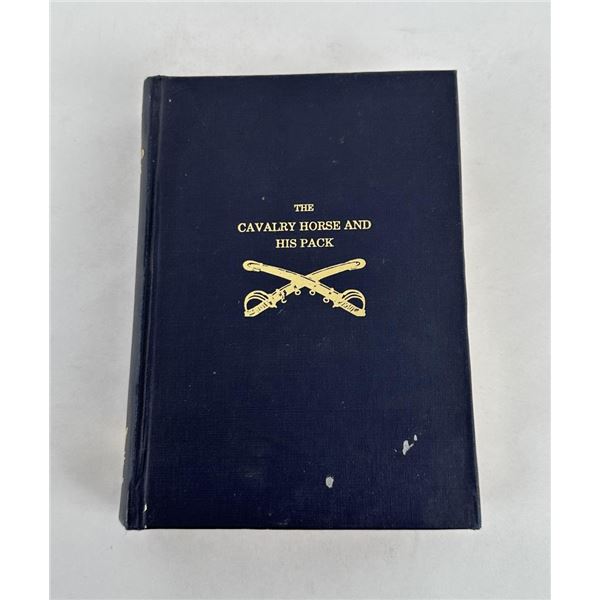 THE
CAVALRY HORSE AND
HIS PACK